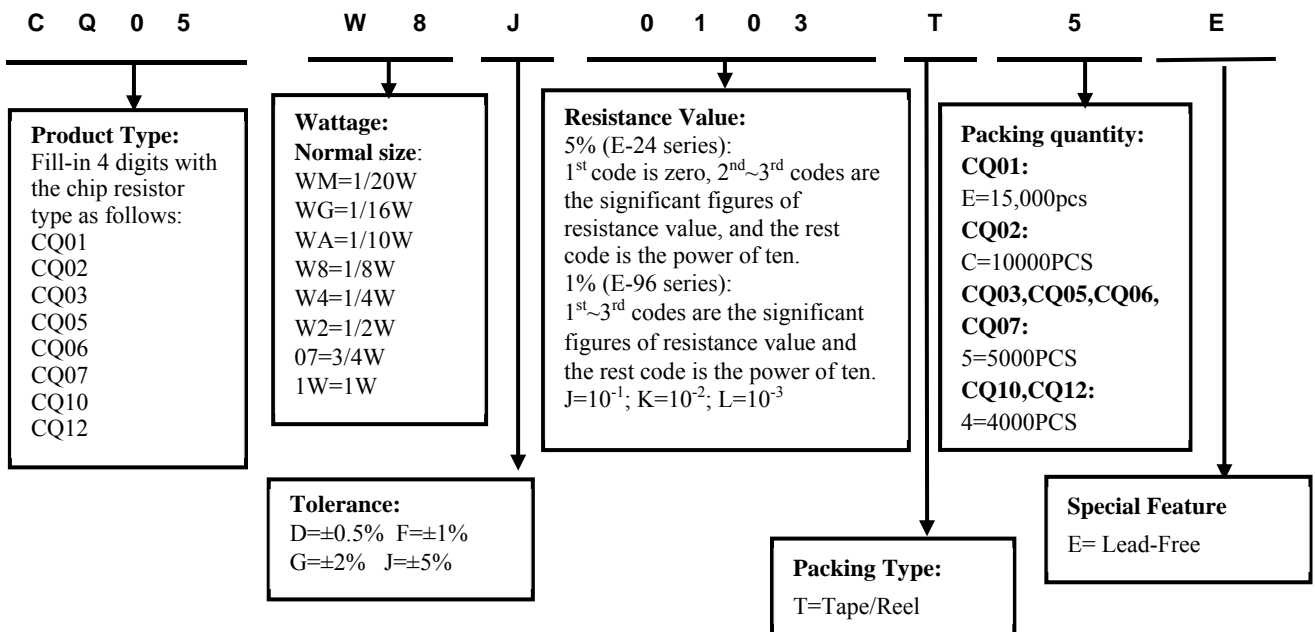 C Q 0 5 W 8 J 0 1 0 3 T 5 E
Product Type:
Fill-in 4 digits with
the chip resistor
type as follows:
CQ01
CQ02
CQ03
CQ05
CQ06
CQ07
CQ10
CQ12
Wattage:
Normal size:
WM=1/20W
WG=1/16W
WA=1/10W
W8=1/8W
W4=1/4W
W2=1/2W
07=3/4W
1W=1W
Resistance Value:
5% (E-24 series):
1st code is zero, 2nd~3rd codes are
the significant figures of
resistance value, and the rest
code is the power of ten.
1% (E-96 series):
1st~3rd codes are the significant
figures of resistance value and
the rest code is the power of ten.
J=10-1; K=10-2; L=10-3
Packing quantity:
CQ01:
E=15,000pcs
CQ02:
C=10000PCS
CQ03,CQ05,CQ06,
CQ07:
5=5000PCS
CQ10,CQ12:
4=4000PCS
Tolerance:
D=±0.5% F=±1%
G=±2% J=±5%
Packing Type:
T=Tape/Reel
Special Feature
E= Lead-Free